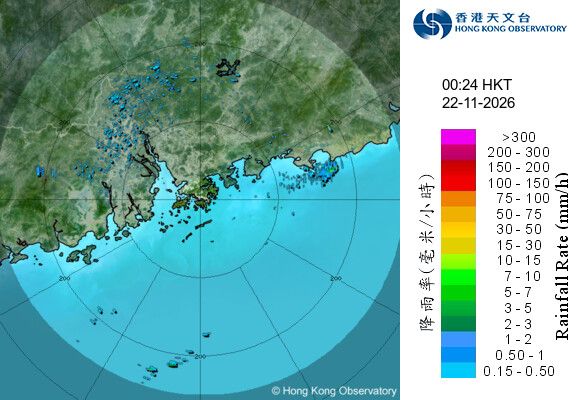 香港天文台
HONG KONG OBSERVATORY
00:24 HKT
22-11-2026
降雨率(毫米/小時)
Rainfall Rate (mm/h)
>300
200 - 300
150 - 200
100 - 150
75 - 100
50 - 75
30 - 50
15 - 30
10 - 15
7 - 10
5 - 7
3 - 5
2 - 3
1 - 2
0.50 - 1
0.15 - 0.50
200
200
200
200
200
© Hong Kong Observatory